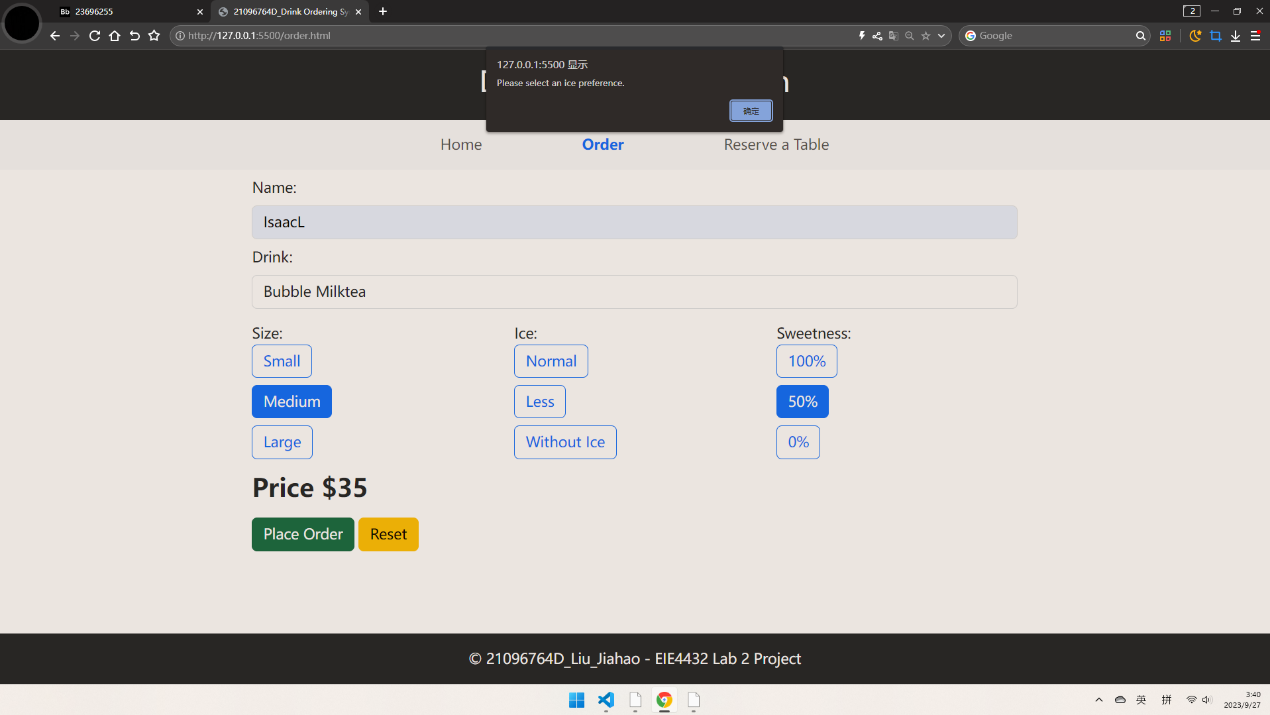 23696255
21096764D_Drink Ordering Sy
2
http://127.0.0.1:5500/order.html
Google
127.0.0.1:5500 显示
Please select an ice preference.
确定
Home
Order
Reserve a Table
Name:
IsaacL
Drink:
Bubble Milktea
Size:
Ice:
Sweetness:
Small
Normal
100%
Medium
Less
50%
Large
Without Ice
0%
Price $35
Place Order
Reset
© 21096764D_Liu_Jiahao - EIE4432 Lab 2 Project
英
拼
3:40
2023/9/27